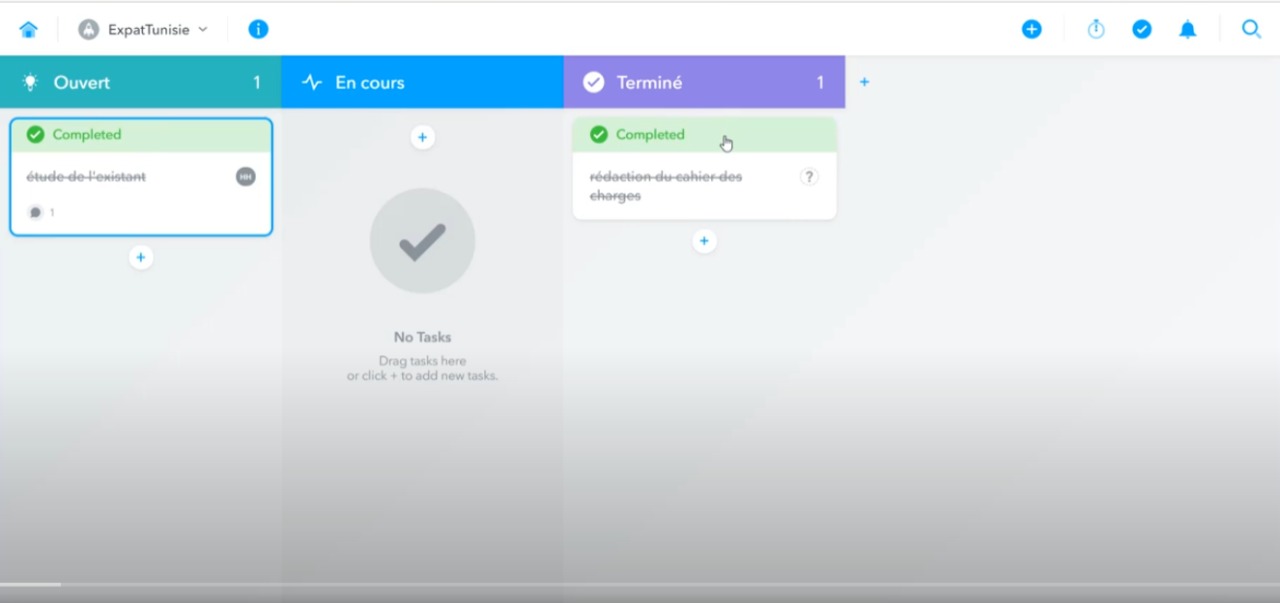 ExpatTunisie
Ouvert 1
En cours
Terminé 1
Completed
étude de l'existant
HH
1
No Tasks
Drag tasks here
or click + to add new tasks.
Completed
rédaction du cahier des
charges
?